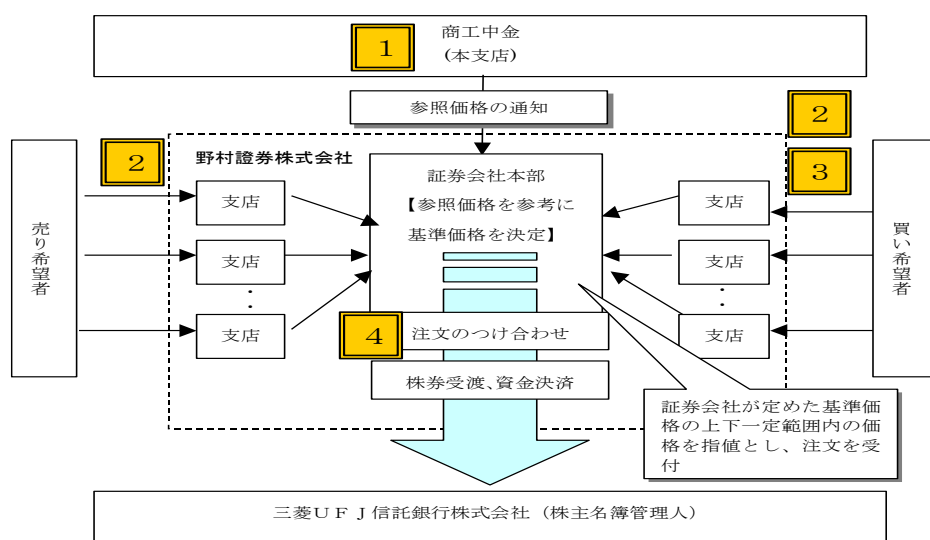 商工中金
1
(本支店)
参照価格の通知
2
2
3
野村證券株式会社
証券会社本部
【参照価格を参考に
基準価格を決定】
売り希望者
支店
支店
・
・
支店
支店
支店
・
・
支店
買い希望者
4
注文のつけ合わせ
株券受渡、資金決済
証券会社が定めた基準価
格の上下一定範囲内の価
格を指値とし、注文を受
付
三菱UFJ信託銀行株式会社（株主名簿管理人）